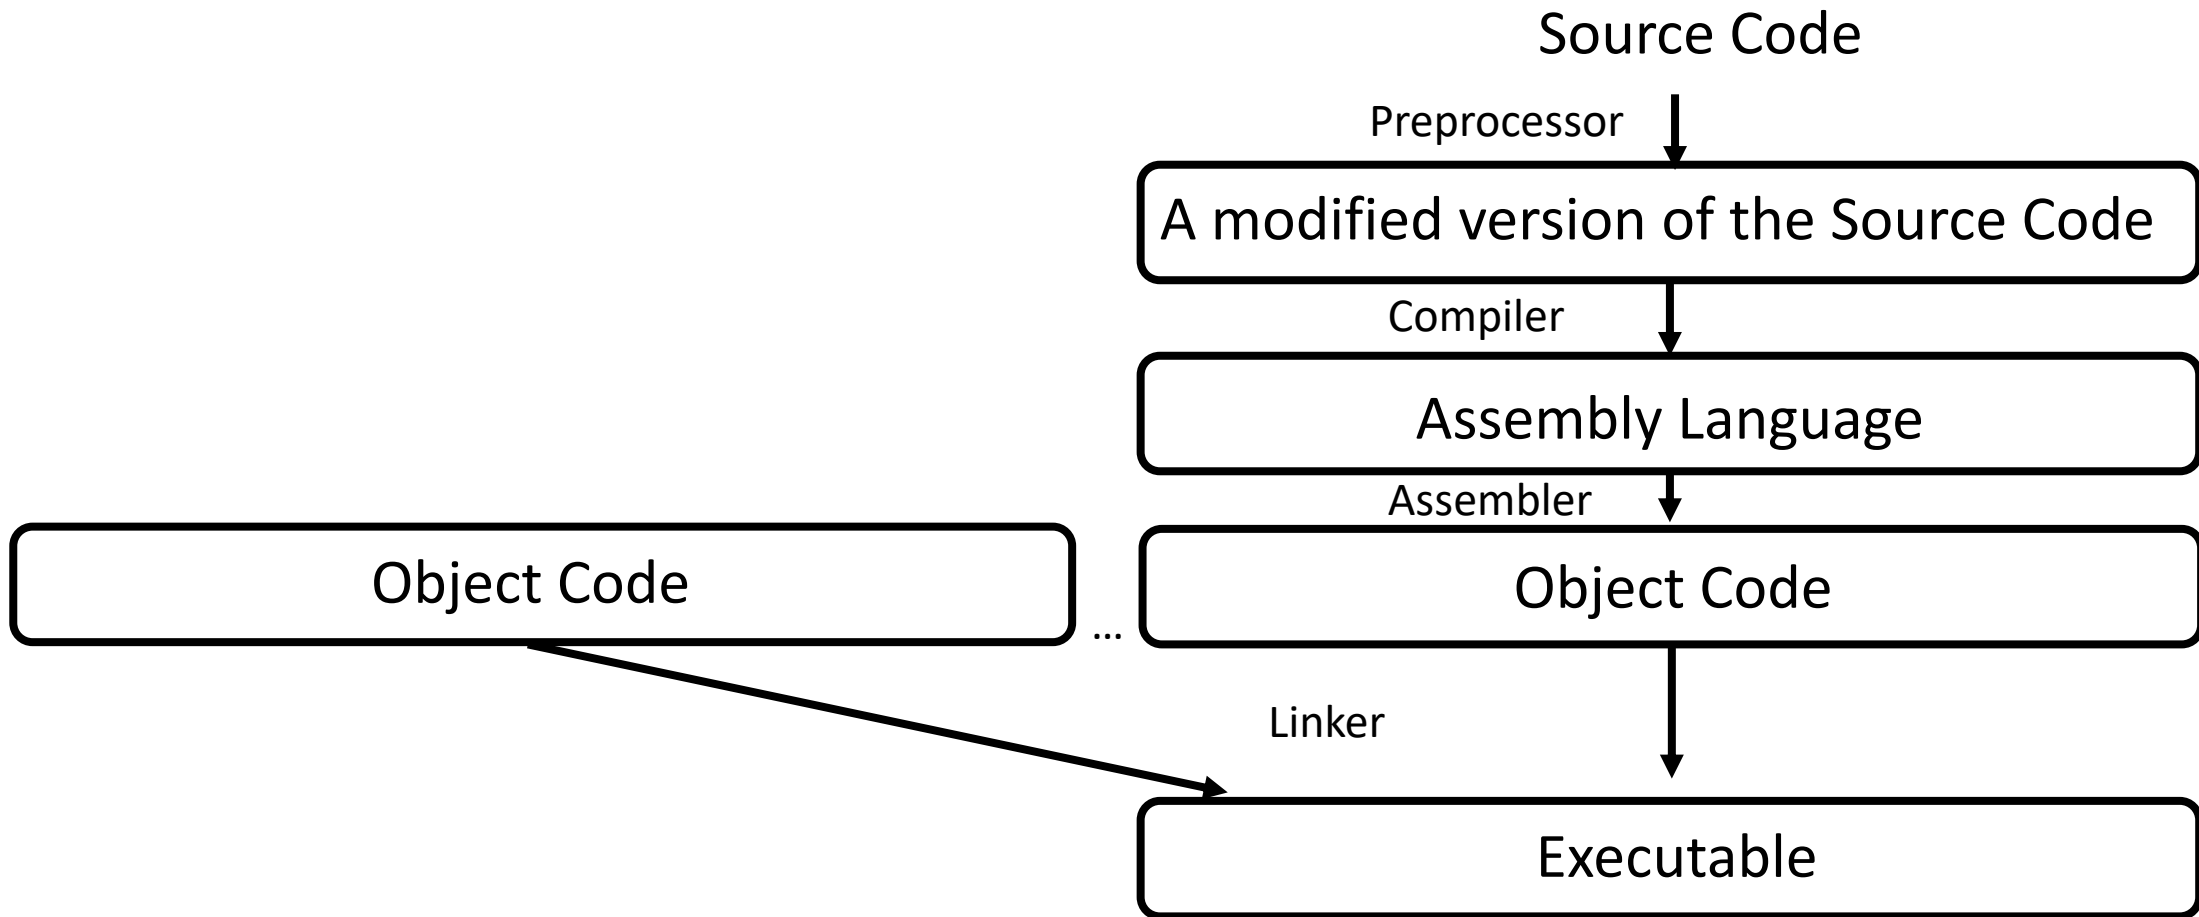 Source Code
Preprocessor
A modified version of the Source Code
Compiler
Assembly Language
Assembler
Object Code
...
Object Code
Linker
Executable